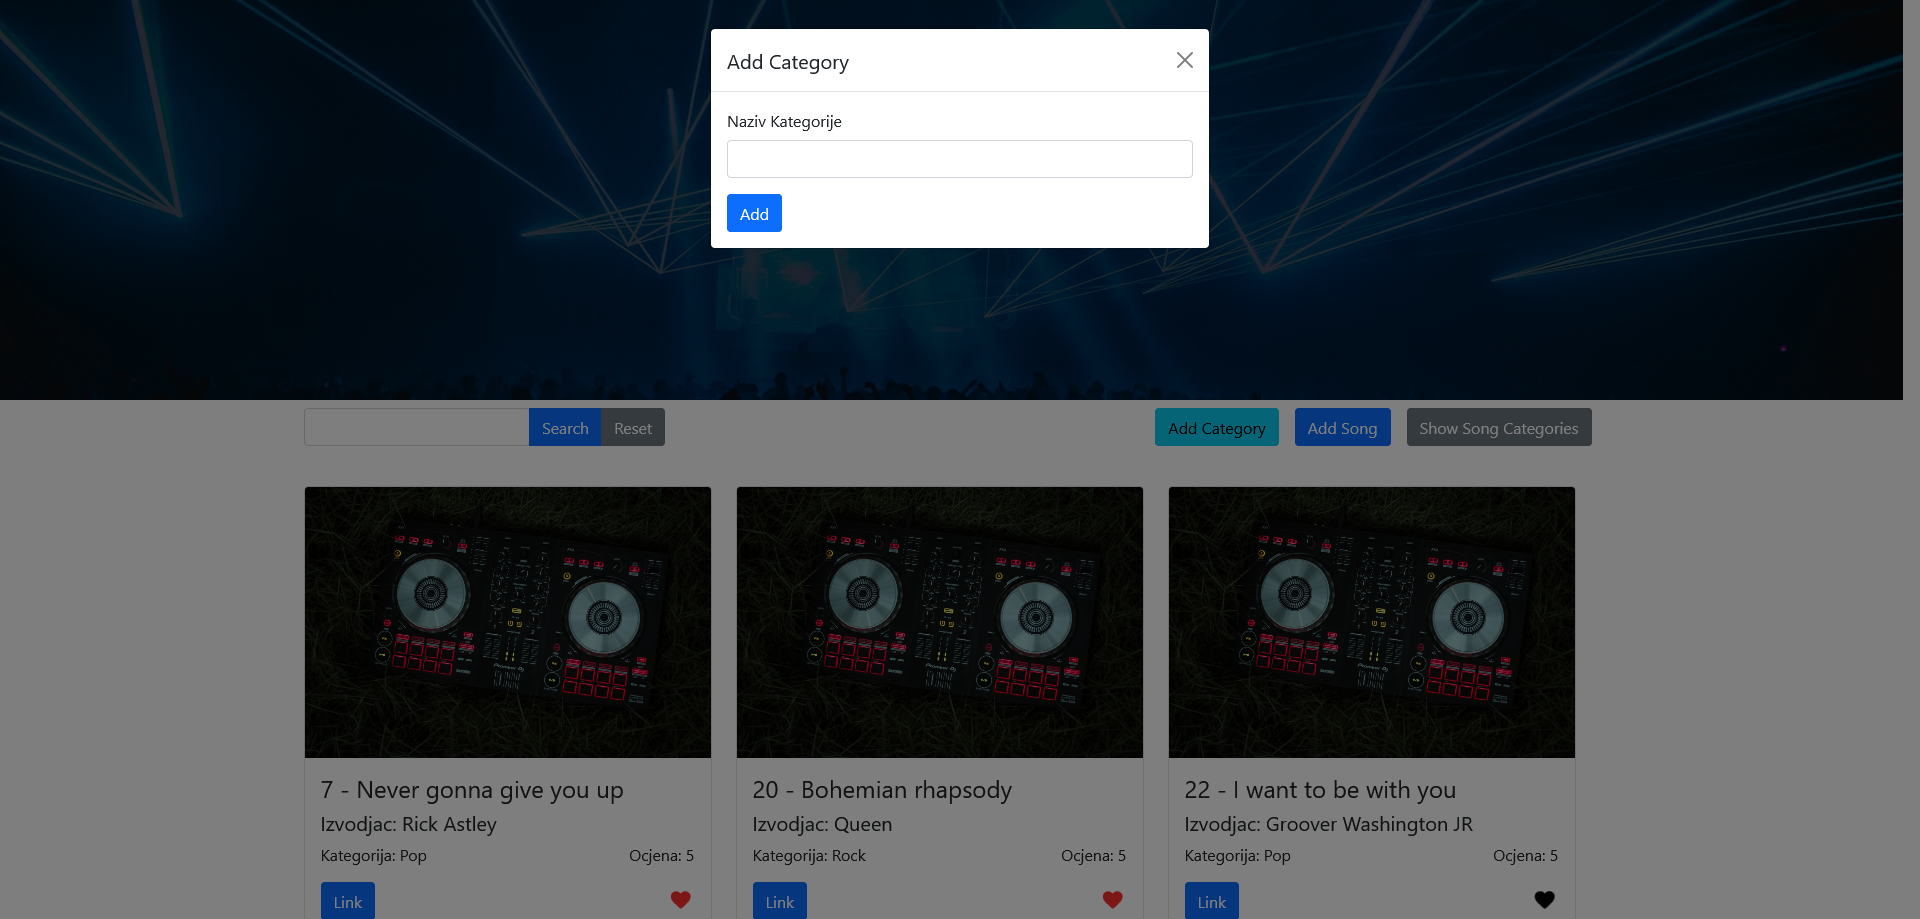 Add Category
Naziv Kategorije
Add
Search Reset Add Category Add Song Show Song Categories
7 - Never gonna give you up
Izvodjac: Rick Astley
Kategorija: Pop Ocjena: 5
Link
20 - Bohemian rhapsody
Izvodjac: Queen
Kategorija: Rock Ocjena: 5
Link
22 - I want to be with you
Izvodjac: Groover Washington JR
Kategorija: Pop Ocjena: 5
Link